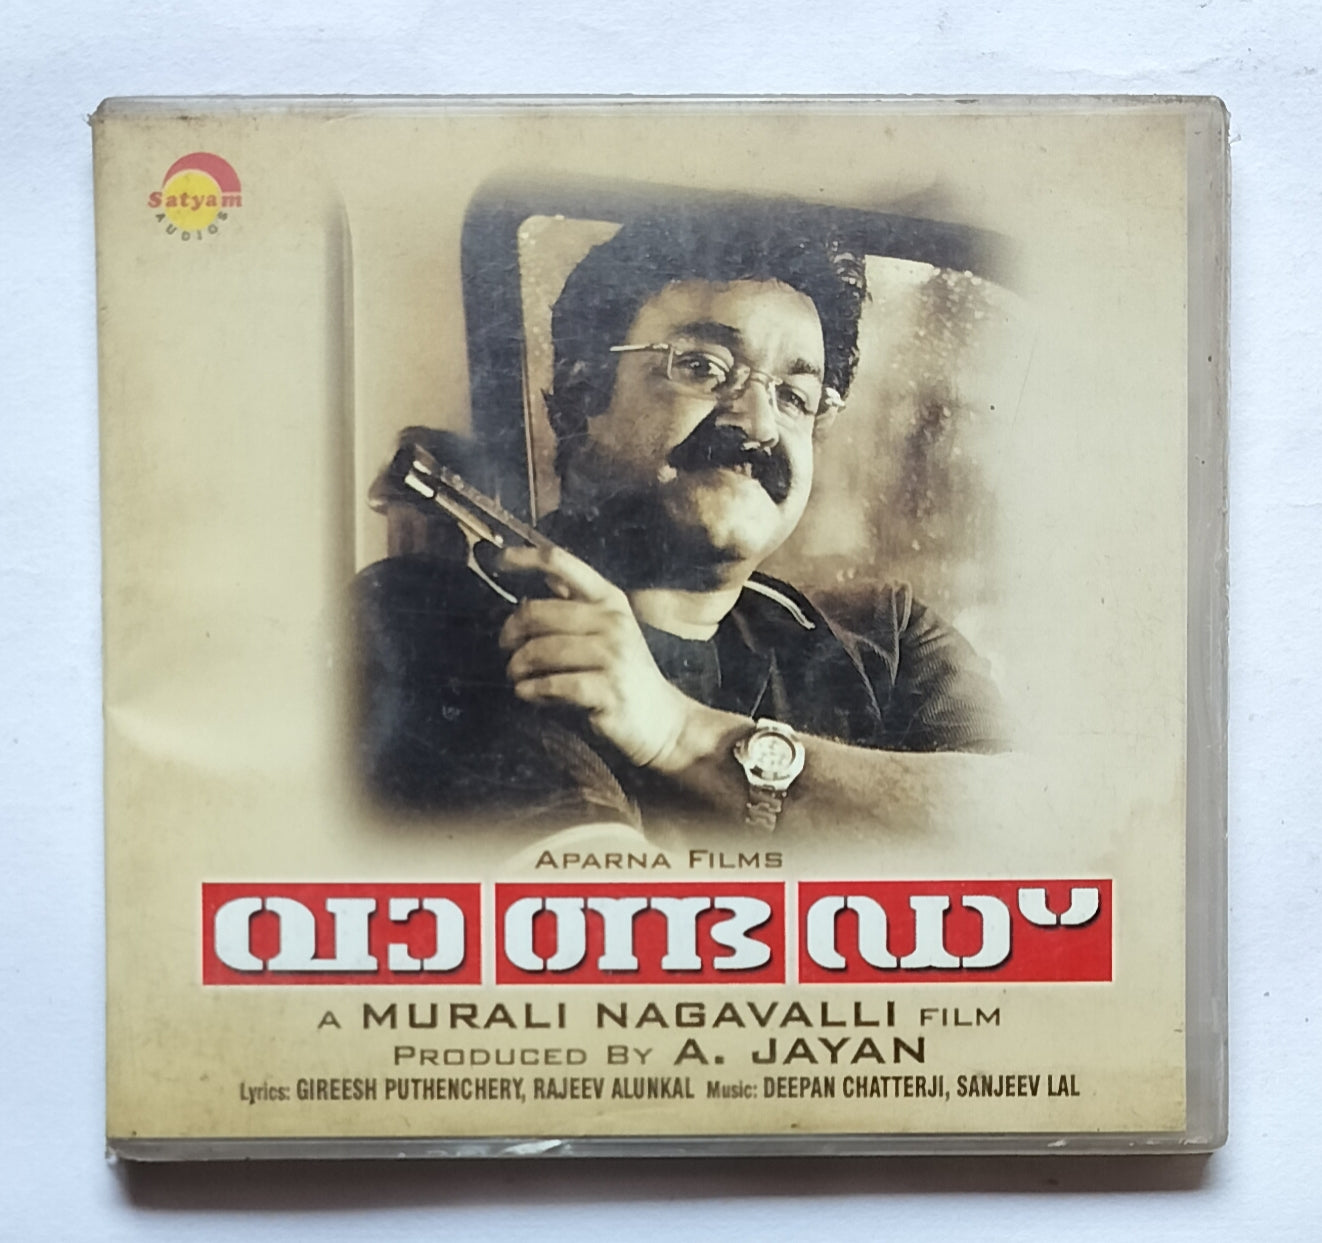 Satyam
AUDIOS
APARNA FILMS
വാണ്ടഡ്
A MURALI NAGAVALLI FILM
PRODUCED BY A. JAYAN
Lyrics: GIREESH PUTHENCHERY, RAJEEV ALUNKAL Music: DEEPAN CHATTERJI, SANJEEV LAL